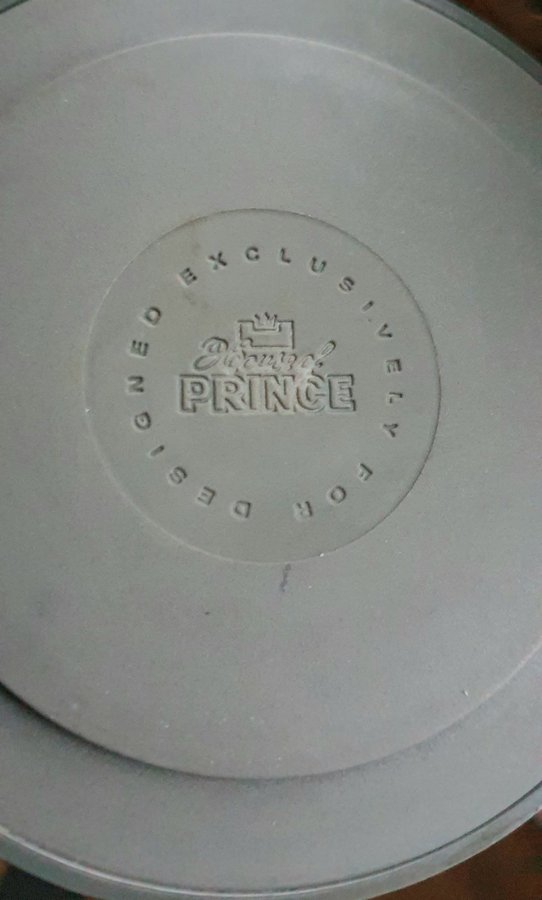 DESIGNED EXCLUSIVELY FOR
House of
PRINCE